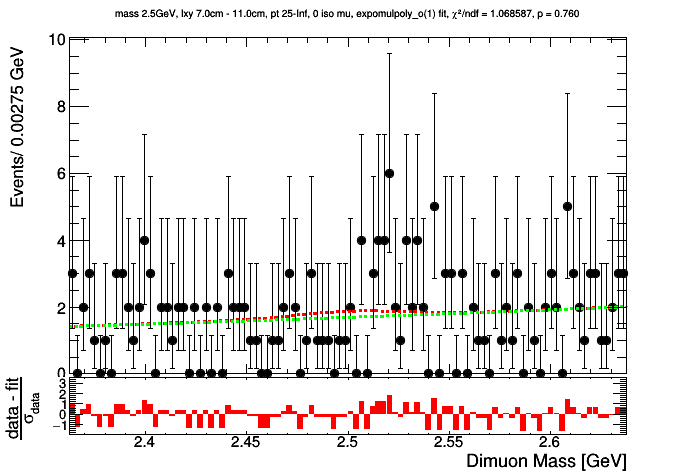 mass 2.5GeV, lxy 7.0cm - 11.0cm, pt 25-Inf, 0 iso mu, expomulpoly_o(1) fit, χ²/ndf = 1.068587, p = 0.760
Events/ 0.00275 GeV
10
8
6
4
2
0
data - fit
σdata
3
2
1
0
−1
2.4 2.45 2.5 2.55 2.6
Dimuon Mass [GeV]